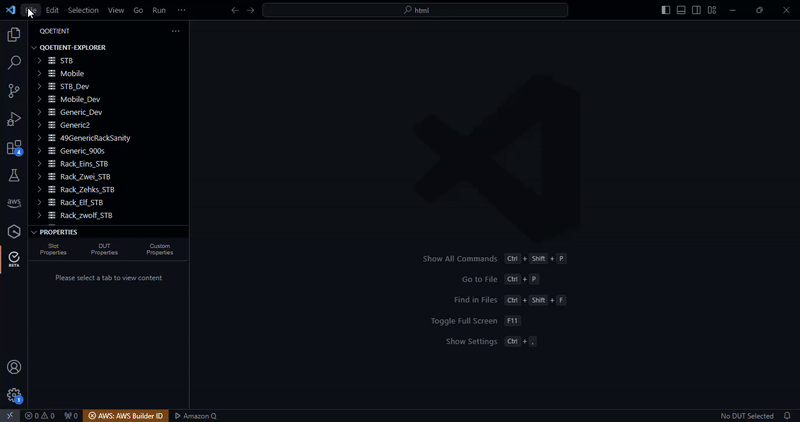 File Edit Selection View Go Run ···
html
QOETIENT ···
QOETIENT-EXPLORER
STB
Mobile
STB_Dev
Mobile_Dev
Generic_Dev
Generic2
49GenericRackSanity
Generic_900s
Rack_Eins_STB
Rack_Zwei_STB
Rack_Zehks_STB
Rack_Elf_STB
Rack_zwolf_STB
PROPERTIES
Slot Properties
DUT Properties
Custom Properties
Please select a tab to view content
4
aws
BETA
1
Show All Commands Ctrl + Shift + P
Go to File Ctrl + P
Find in Files Ctrl + Shift + F
Toggle Full Screen F11
Show Settings Ctrl + ,
0 0 0 AWS: AWS Builder ID Amazon Q No DUT Selected